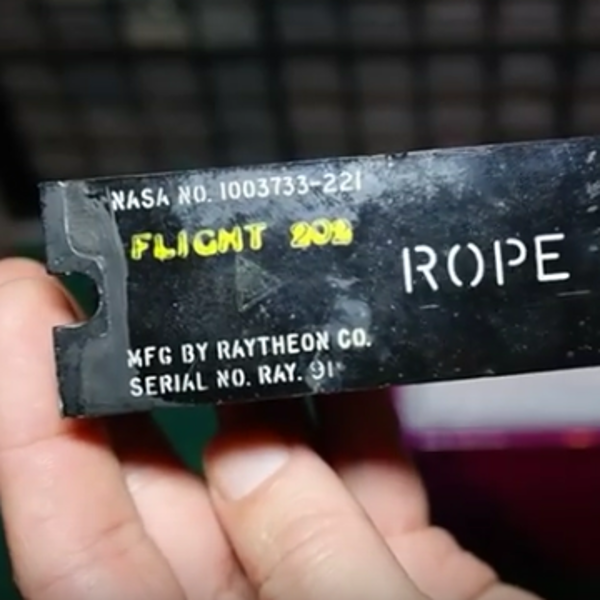 NASA NO. 1003733-221
FLIGHT 202
ROPE
MFG BY RAYTHEON CO.
SERIAL NO. RAY. 91